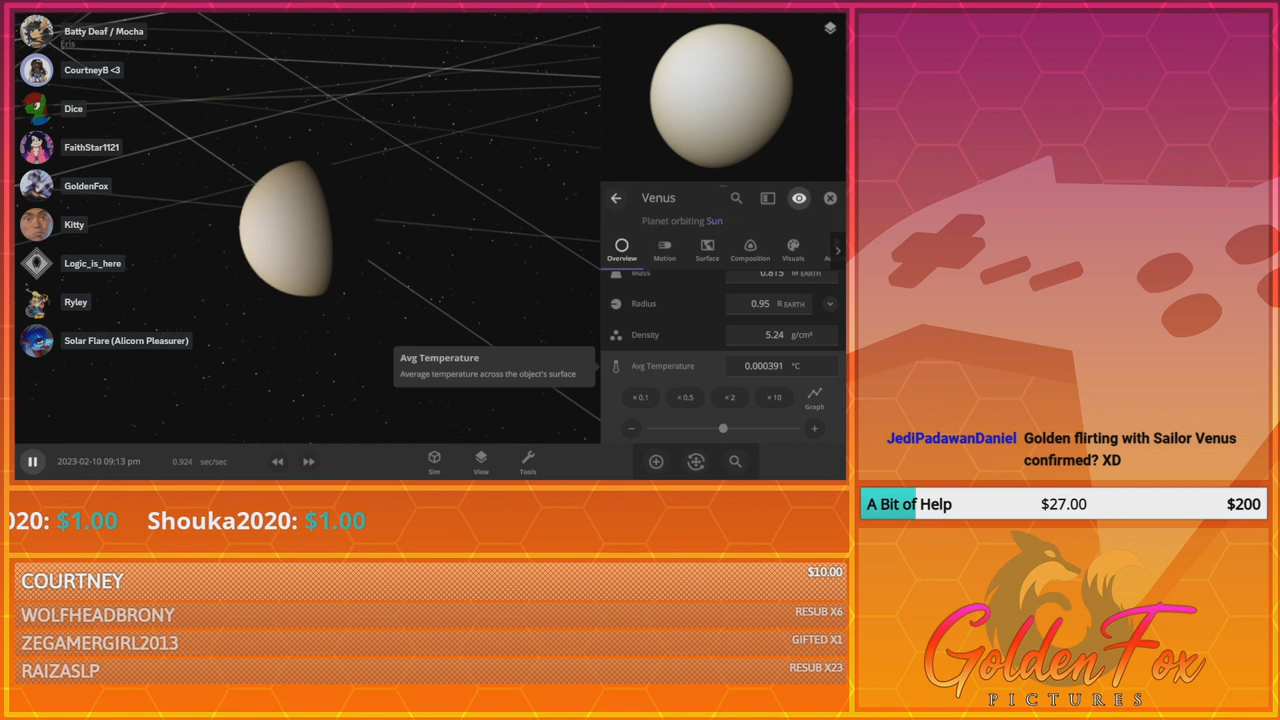 Batty Deaf / Mocha
Eris
CourtneyB <3
Dice
FaithStar1121
GoldenFox
Kitty
Logic_is_here
Ryley
Solar Flare (Alicorn Pleasurer)
Avg Temperature
Average temperature across the object's surface
Venus
Planet orbiting Sun
Overview
Motion
Surface
Composition
Visuals
Mass
0.815 M EARTH
Radius
0.95 R EARTH
Density
5.24 g/cm³
Avg Temperature
0.000391 °C
× 0.1
× 0.5
× 2
× 10
Graph
2023-02-10 09:13 pm
0.924 sec/sec
Sim
View
Tools
JediPadawanDaniel Golden flirting with Sailor Venus
confirmed? XD
A Bit of Help $27.00 $200
020: $1.00 Shouka2020: $1.00
COURTNEY $10.00
WOLFHEADBRONY RESUB X6
ZEGAMERGIRL2013 GIFTED X1
RAIZASLP RESUB X23
GoldenFox
PICTURES